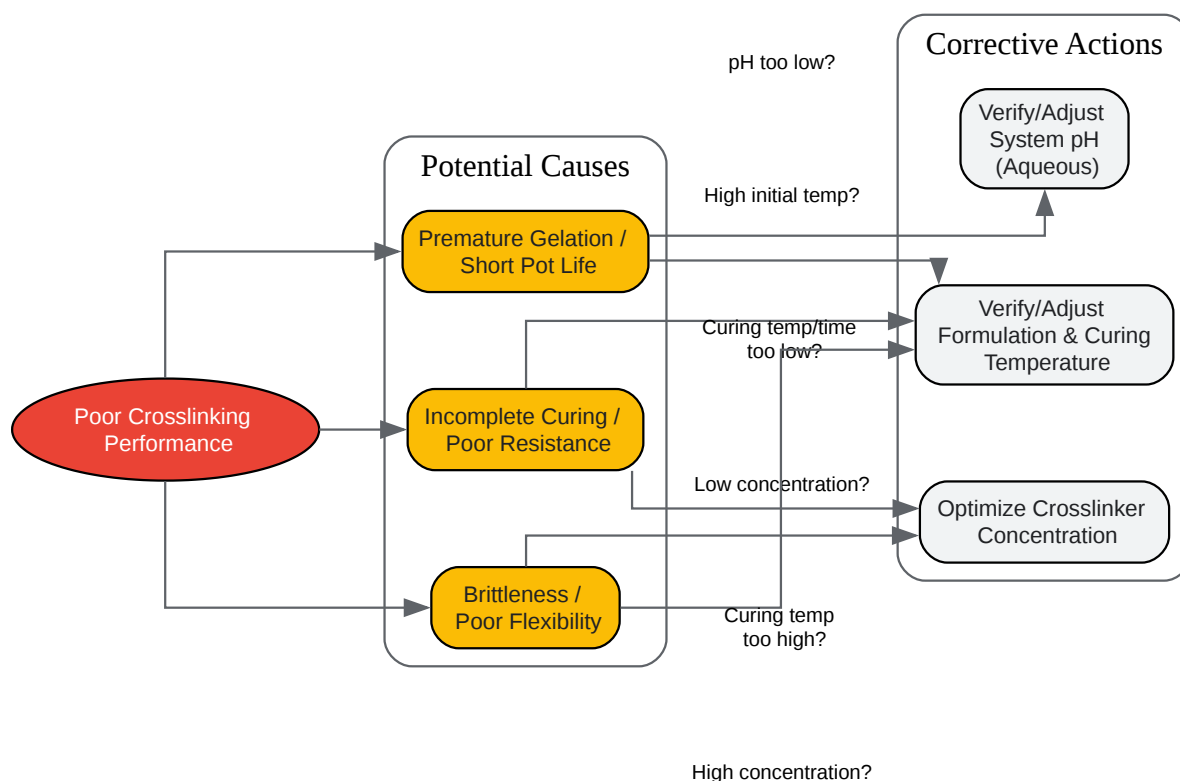 Corrective Actions
pH too low?
Verify/Adjust
System pH
(Aqueous)
Potential Causes
High initial temp?
Premature Gelation /
Short Pot Life
Verify/Adjust
Formulation & Curing
Temperature
Curing temp/time
too low?
Poor Crosslinking
Performance
Incomplete Curing /
Poor Resistance
Low concentration?
Optimize Crosslinker
Concentration
Brittleness /
Poor Flexibility
Curing temp
too high?
High concentration?